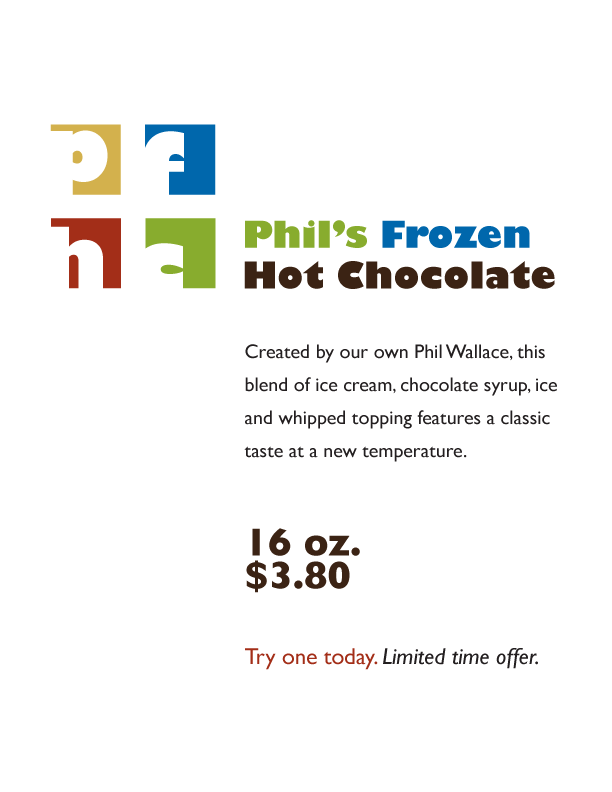 p f
h c
Phil’s Frozen
Hot Chocolate
Created by our own Phil Wallace, this
blend of ice cream, chocolate syrup, ice
and whipped topping features a classic
taste at a new temperature.
16 oz.
$3.80
Try one today. Limited time offer.